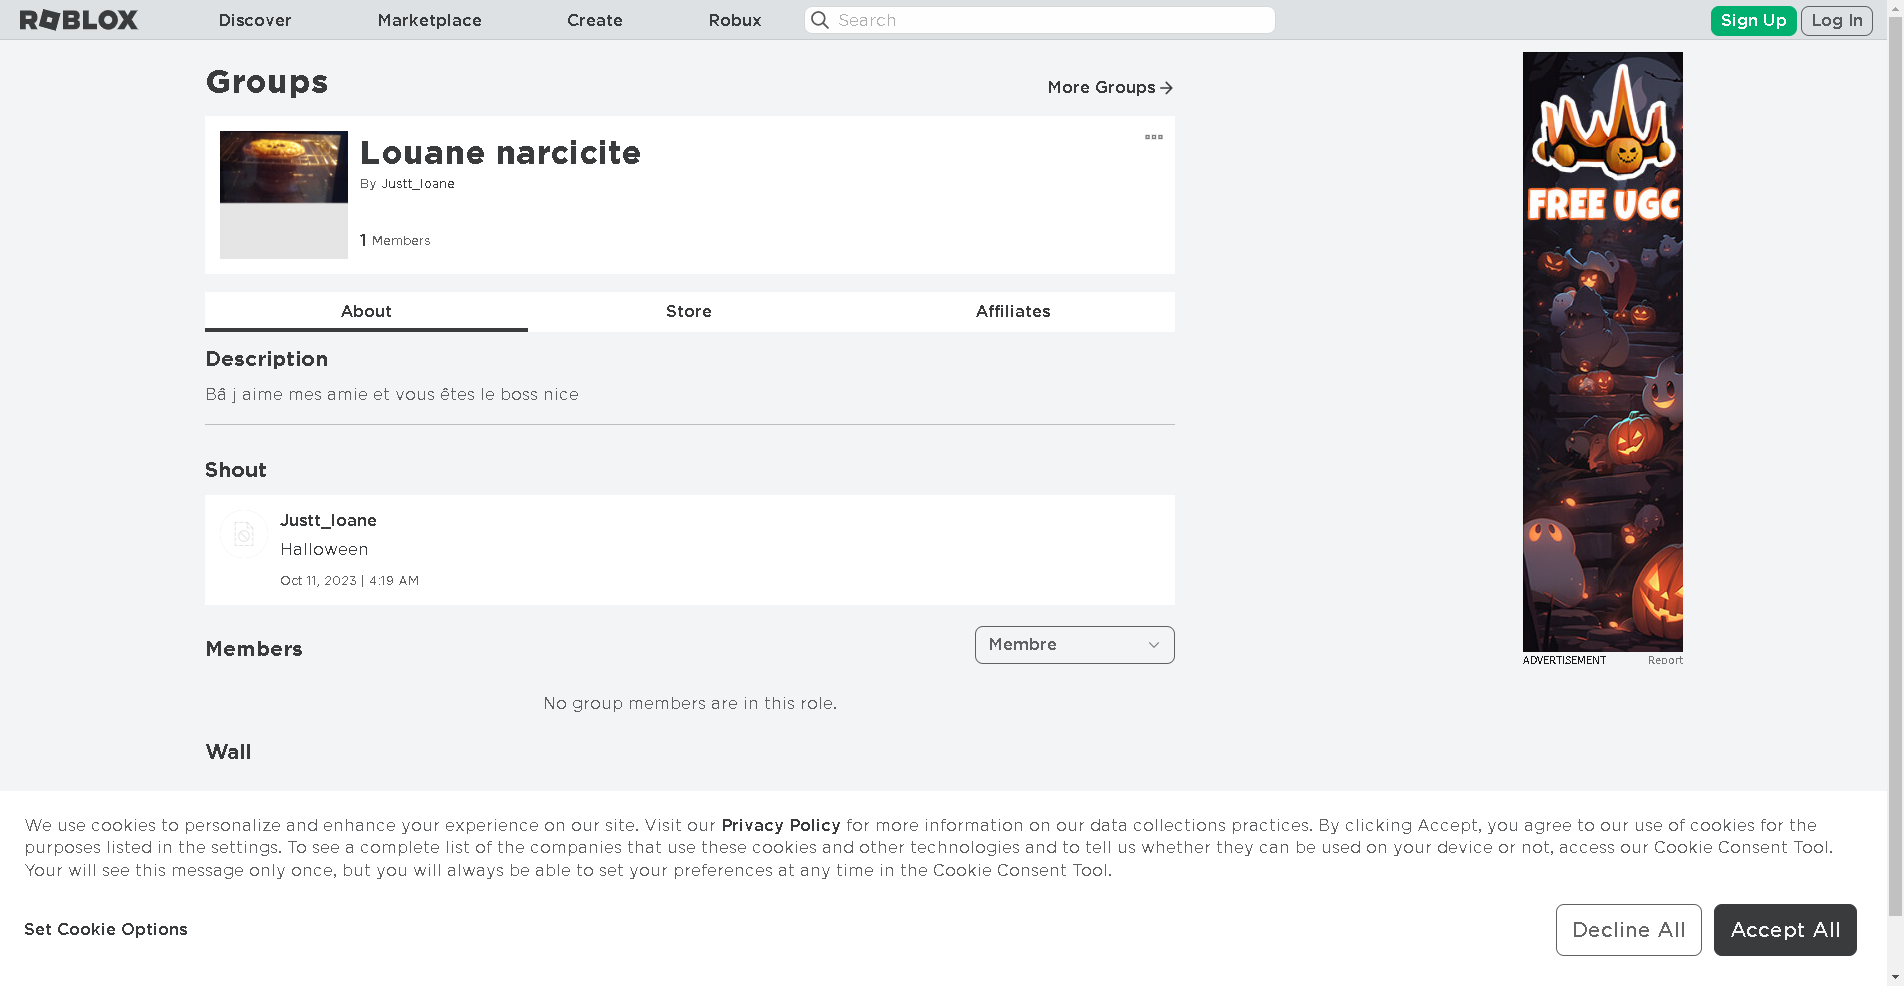 ROBLOX
Discover
Marketplace
Create
Robux
Search
Sign Up
Log In
Groups
More Groups
Louane narcicite
By Justt_loane
1 Members
About
Store
Affiliates
Description
Bâ j aime mes amie et vous êtes le boss nice
Shout
Justt_loane
Halloween
Oct 11, 2023 | 4:19 AM
Members
Membre
No group members are in this role.
Wall
FREE UGC
ADVERTISEMENT
Report
We use cookies to personalize and enhance your experience on our site. Visit our Privacy Policy for more information on our data collections practices. By clicking Accept, you agree to our use of cookies for the
purposes listed in the settings. To see a complete list of the companies that use these cookies and other technologies and to tell us whether they can be used on your device or not, access our Cookie Consent Tool.
Your will see this message only once, but you will always be able to set your preferences at any time in the Cookie Consent Tool.
Set Cookie Options
Decline All
Accept All